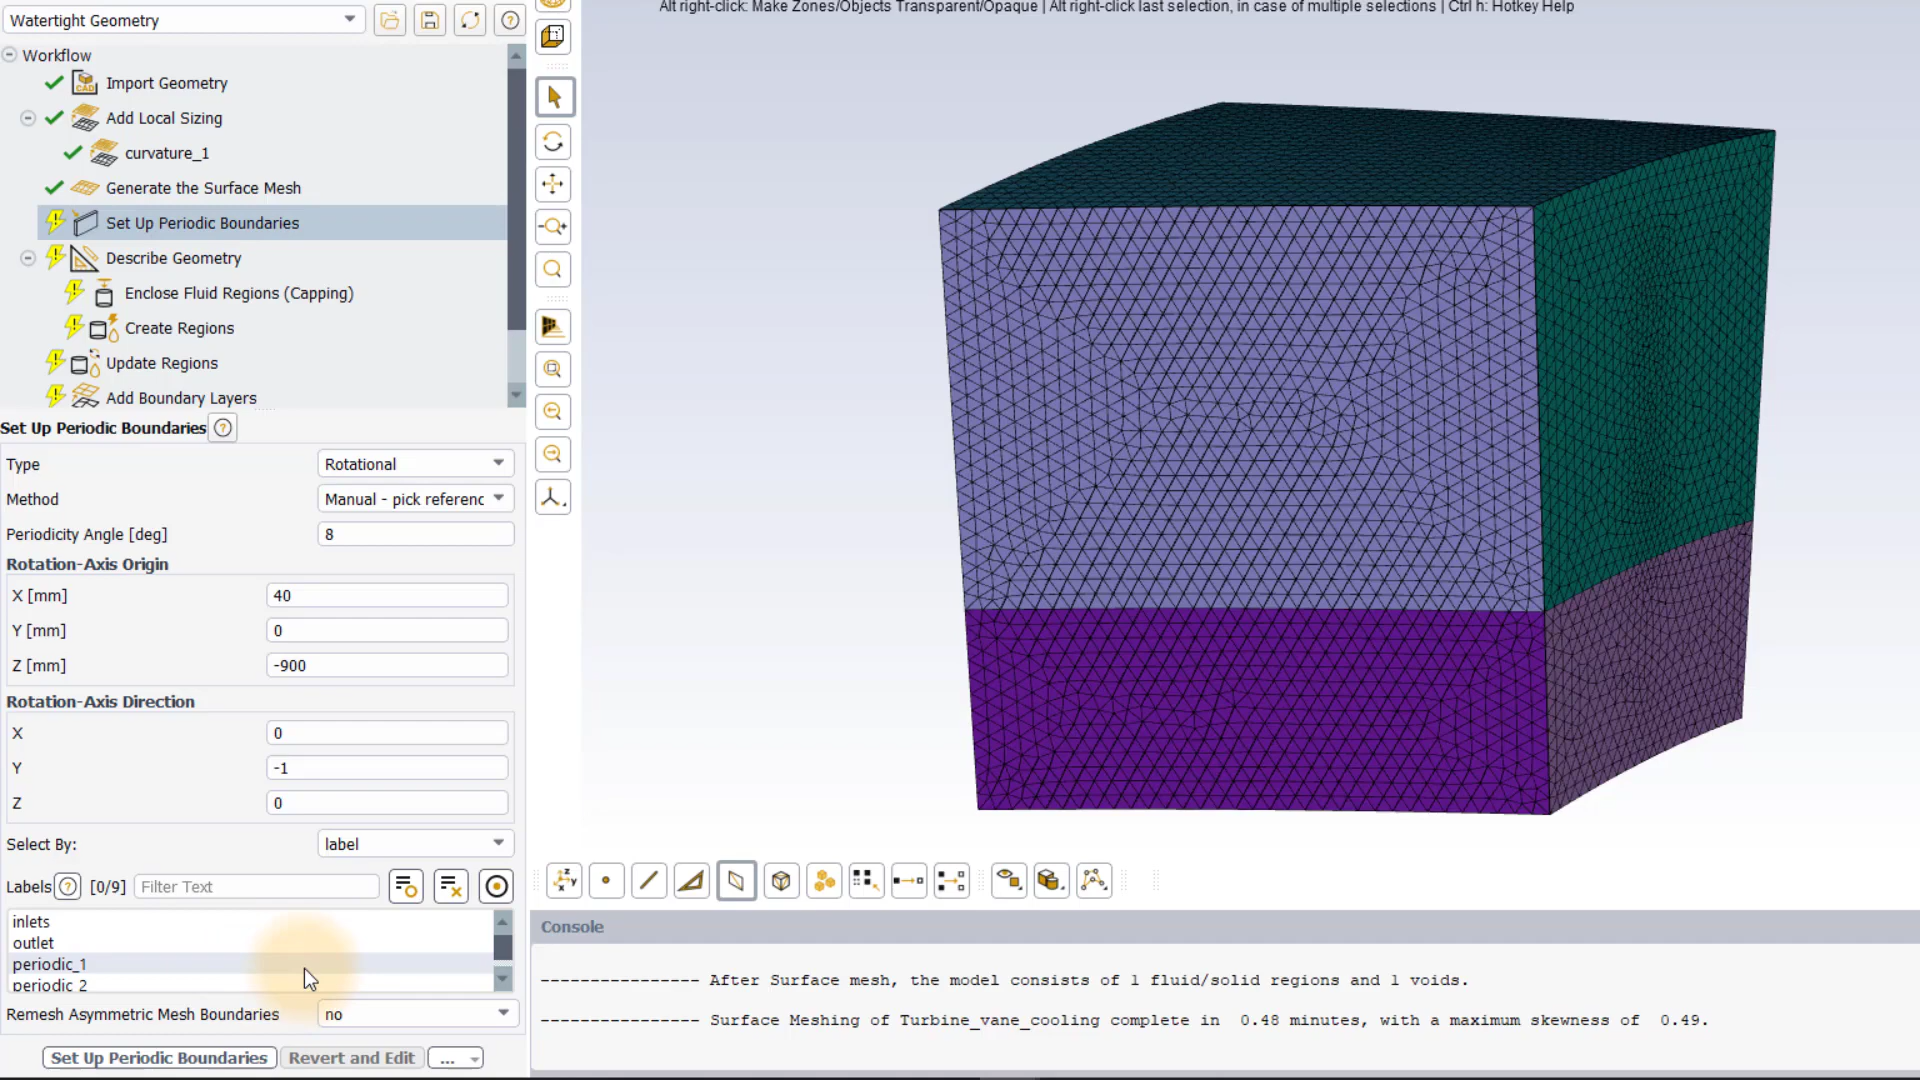 Alt right-click: Make Zones/Objects Transparent/Opaque | Alt right-click last selection, in case of multiple selections | Ctrl h: Hotkey Help
Watertight Geometry
Workflow
Import Geometry
Add Local Sizing
curvature_1
Generate the Surface Mesh
Set Up Periodic Boundaries
Describe Geometry
Enclose Fluid Regions (Capping)
Create Regions
Update Regions
Add Boundary Layers
Set Up Periodic Boundaries
Type Rotational
Method Manual - pick referenc
Periodicity Angle [deg] 8
Rotation-Axis Origin
X [mm] 40
Y [mm] 0
Z [mm] -900
Rotation-Axis Direction
X 0
Y -1
Z 0
Select By: label
Labels [0/9] Filter Text
inlets
outlet
periodic_1
periodic_2
Remesh Asymmetric Mesh Boundaries no
Set Up Periodic Boundaries Revert and Edit ...
Console
---------------- After Surface mesh, the model consists of 1 fluid/solid regions and 1 voids.
---------------- Surface Meshing of Turbine_vane_cooling complete in 0.48 minutes, with a maximum skewness of 0.49.